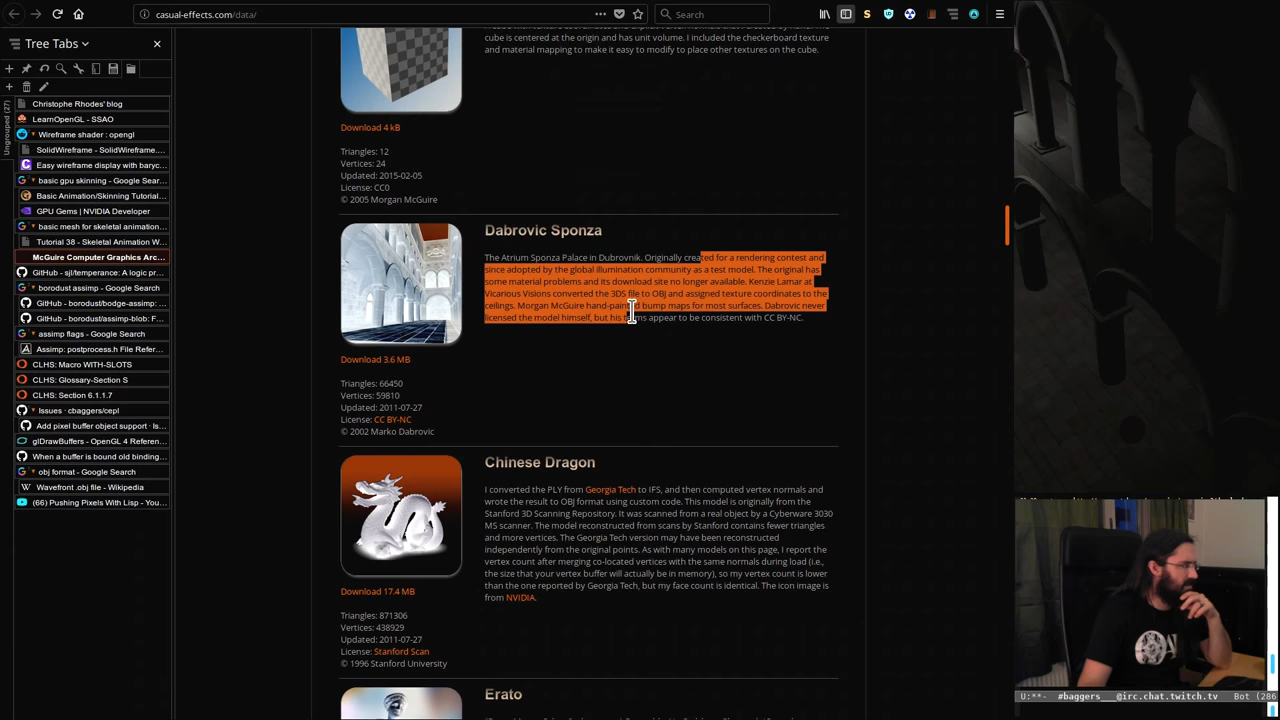 casual-effects.com/data/
Search
Tree Tabs
Ungrouped (27)
Christophe Rhodes' blog
LearnOpenGL - SSAO
Wireframe shader : opengl
SolidWireframe - SolidWireframe....
Easy wireframe display with baryc...
basic gpu skinning - Google Sear...
Basic Animation/Skinning Tutorial...
GPU Gems | NVIDIA Developer
basic mesh for skeletal animation...
Tutorial 38 - Skeletal Animation W...
McGuire Computer Graphics Arc...
GitHub - sjl/temperance: A logic pr...
borodust assimp - Google Search
GitHub - borodust/bodge-assimp: ...
GitHub - borodust/assimp-blob: F...
assimp flags - Google Search
Assimp: postprocess.h File Refer...
CLHS: Macro WITH-SLOTS
CLHS: Glossary-Section S
CLHS: Section 6.1.1.7
Issues · cbaggers/cepl
Add pixel buffer object support · Is...
glDrawBuffers - OpenGL 4 Referen...
When a buffer is bound old binding...
obj format - Google Search
Wavefront .obj file - Wikipedia
(66) Pushing Pixels With Lisp - You...
cube is centered at the origin and has unit volume. I included the checkerboard texture
and material mapping to make it easy to modify to place other textures on the cube.
Download 4 kB
Triangles: 12
Vertices: 24
Updated: 2015-02-05
License: CC0
© 2005 Morgan McGuire
Dabrovic Sponza
The Atrium Sponza Palace in Dubrovnik. Originally created for a rendering contest and
since adopted by the global illumination community as a test model. The original has
some material problems and its download site no longer available. Kenzie Lamar at
Vicarious Visions converted the 3DS file to OBJ and assigned texture coordinates to the
ceilings. Morgan McGuire hand-painted bump maps for most surfaces. Dabrovic never
licensed the model himself, but his terms appear to be consistent with CC BY-NC.
Download 3.6 MB
Triangles: 66450
Vertices: 59810
Updated: 2011-07-27
License: CC BY-NC
© 2002 Marko Dabrovic
Chinese Dragon
I converted the PLY from Georgia Tech to IFS, and then computed vertex normals and
wrote the result to OBJ format using custom code. This model is originally from the
Stanford 3D Scanning Repository. It was scanned from a real object by a Cyberware 3030
MS scanner. The model reconstructed from scans by Stanford contains fewer triangles
and more vertices. The Georgia Tech version may have been reconstructed
independently from the original points. As with many models on this page, I report the
vertex count after merging co-located vertices with the same normals during load (i.e.,
the size that your vertex buffer will actually be in memory), so my vertex count is lower
than the one reported by Georgia Tech, but my face count is identical. The icon image is
from NVIDIA.
Download 17.4 MB
Triangles: 871306
Vertices: 438929
Updated: 2011-07-27
License: Stanford Scan
© 1996 Stanford University
Erato
U:**- #baggers___@irc.chat.twitch.tv Bot (286